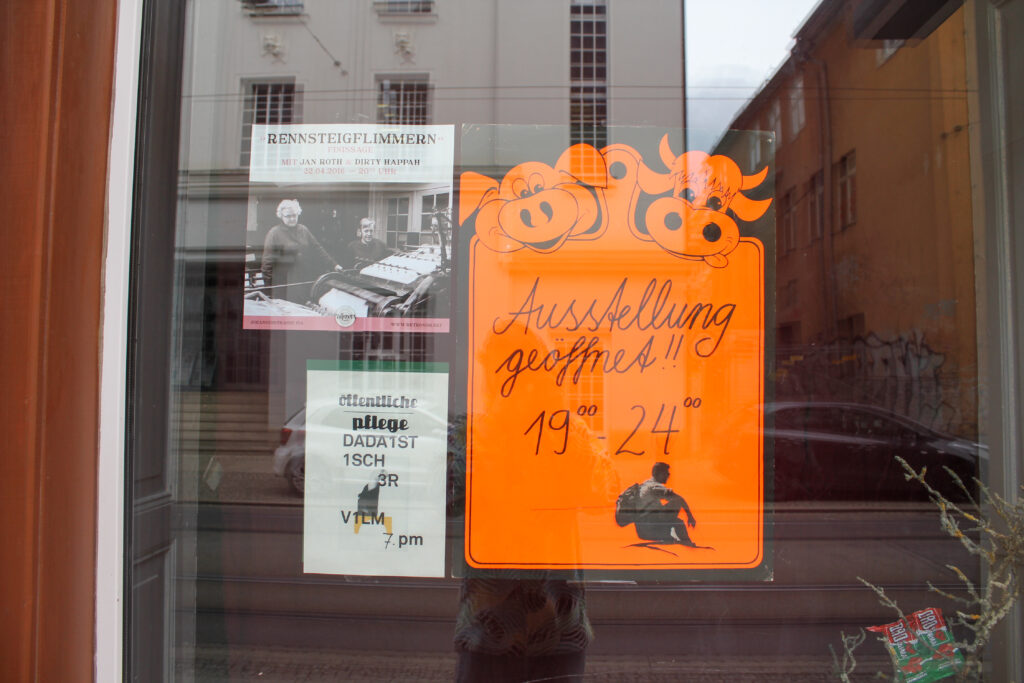 RENNSTEIGFLIMMERN
FINISSAGE
MIT JAN ROTH & DIRTY HAPPAH
22.04.2016 — 20⁰⁰ UHR
öffentliche
pflege
DADA1ST
1SCH
3R
V1LM
7.pm
Ausstellung
geöffnet!!
19⁰⁰ - 24⁰⁰